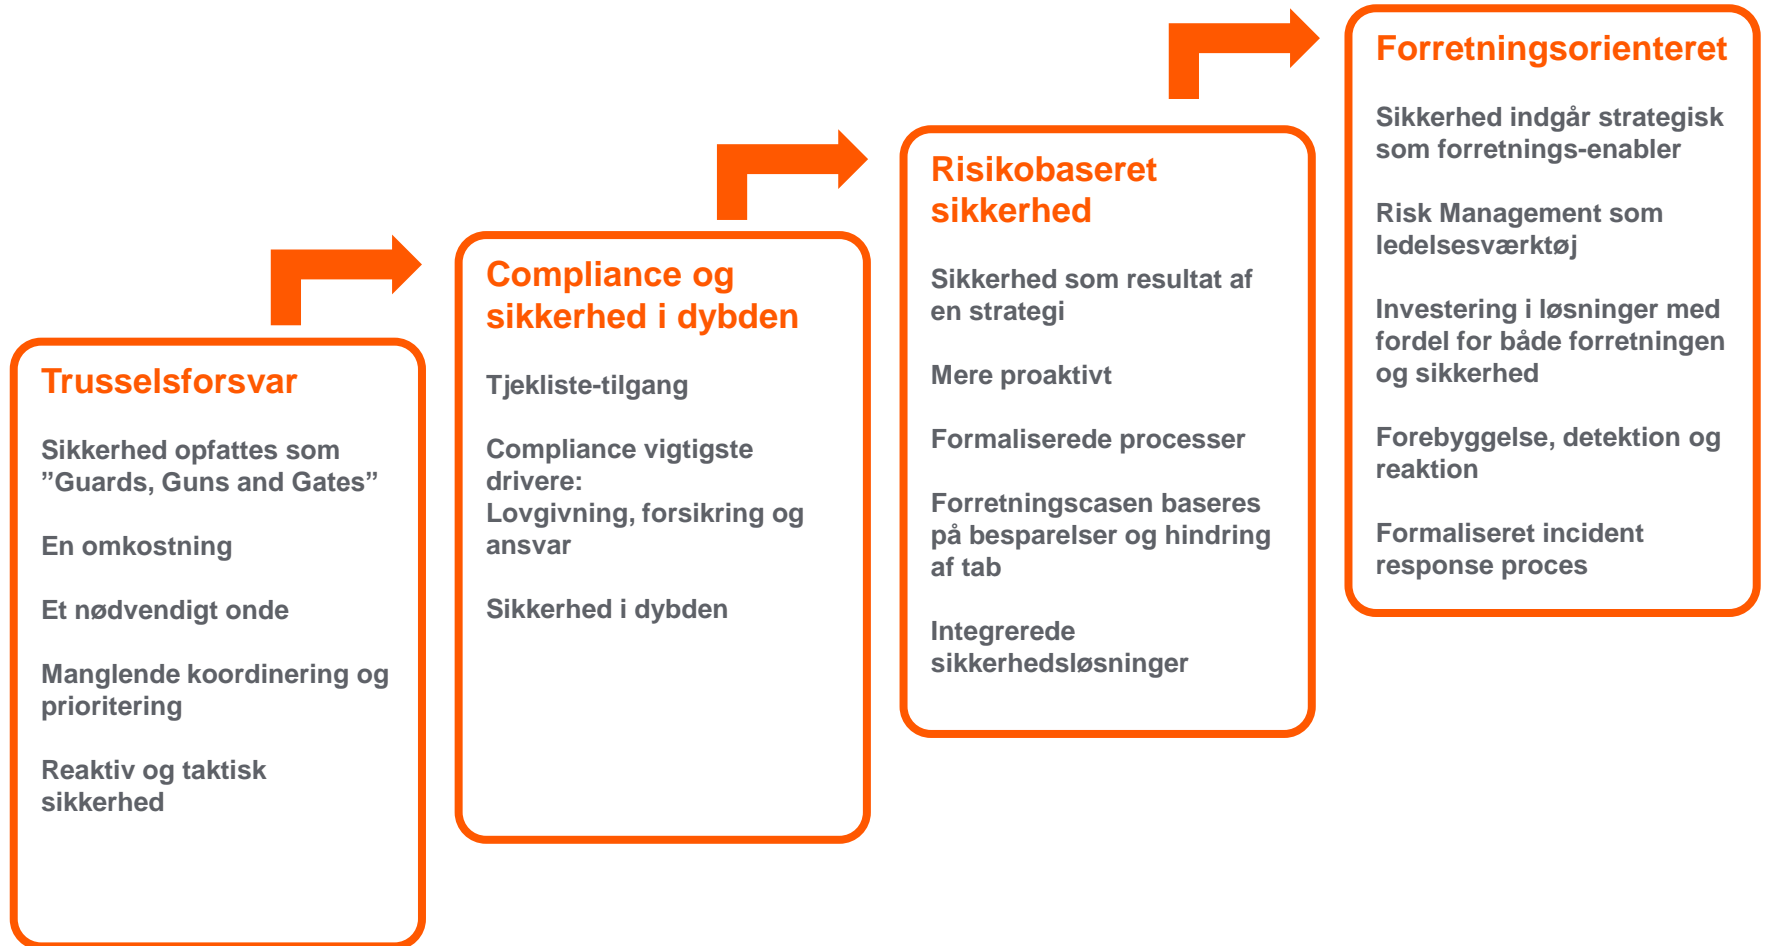 Trusselsforsvar
Sikkerhed opfattes som
”Guards, Guns and Gates”
En omkostning
Et nødvendigt onde
Manglende koordinering og
prioritering
Reaktiv og taktisk
sikkerhed
Compliance og
sikkerhed i dybden
Tjekliste-tilgang
Compliance vigtigste
drivere:
Lovgivning, forsikring og
ansvar
Sikkerhed i dybden
Risikobaseret
sikkerhed
Sikkerhed som resultat af
en strategi
Mere proaktivt
Formaliserede processer
Forretningscasen baseres
på besparelser og hindring
af tab
Integrerede
sikkerhedsløsninger
Forretningsorienteret
Sikkerhed indgår strategisk
som forretnings-enabler
Risk Management som
ledelsesværktøj
Investering i løsninger med
fordel for både forretningen
og sikkerhed
Forebyggelse, detektion og
reaktion
Formaliseret incident
response proces